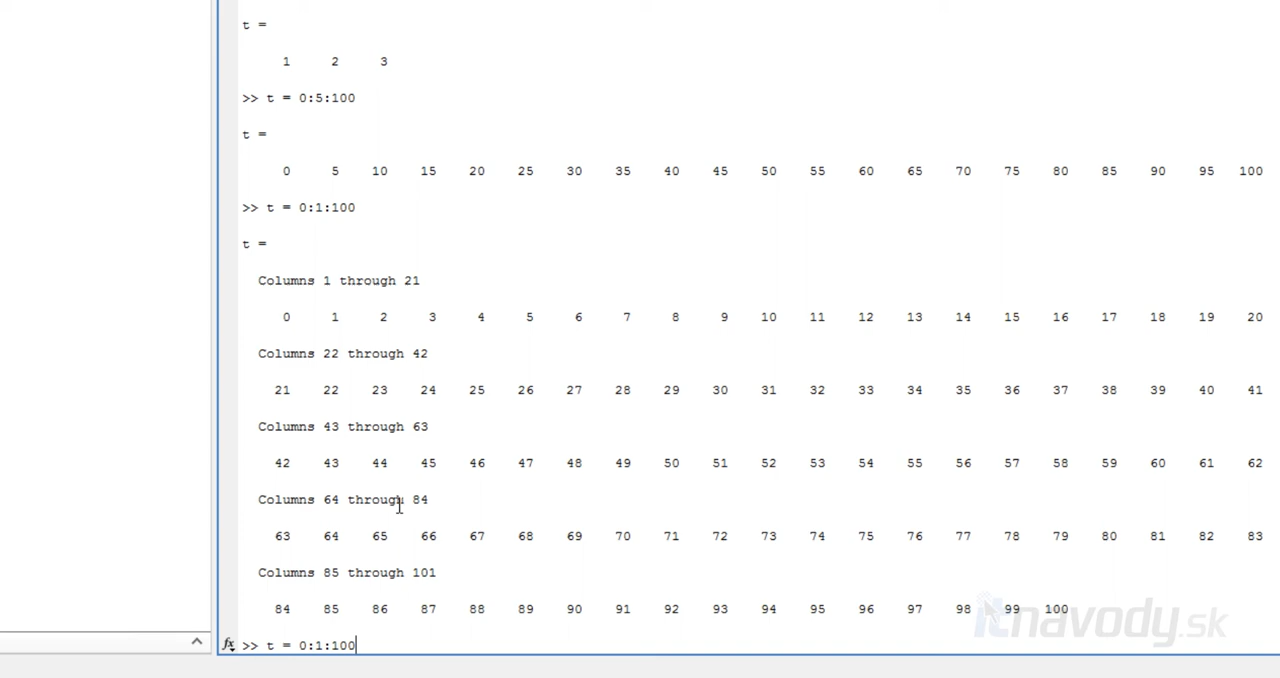 t =
1 2 3
>> t = 0:5:100
t =
0 5 10 15 20 25 30 35 40 45 50 55 60 65 70 75 80 85 90 95 100
>> t = 0:1:100
t =
Columns 1 through 21
0 1 2 3 4 5 6 7 8 9 10 11 12 13 14 15 16 17 18 19 20
Columns 22 through 42
21 22 23 24 25 26 27 28 29 30 31 32 33 34 35 36 37 38 39 40 41
Columns 43 through 63
42 43 44 45 46 47 48 49 50 51 52 53 54 55 56 57 58 59 60 61 62
Columns 64 through 84
63 64 65 66 67 68 69 70 71 72 73 74 75 76 77 78 79 80 81 82 83
Columns 85 through 101
84 85 86 87 88 89 90 91 92 93 94 95 96 97 98 99 100
itnavody.sk
fx >> t = 0:1:100